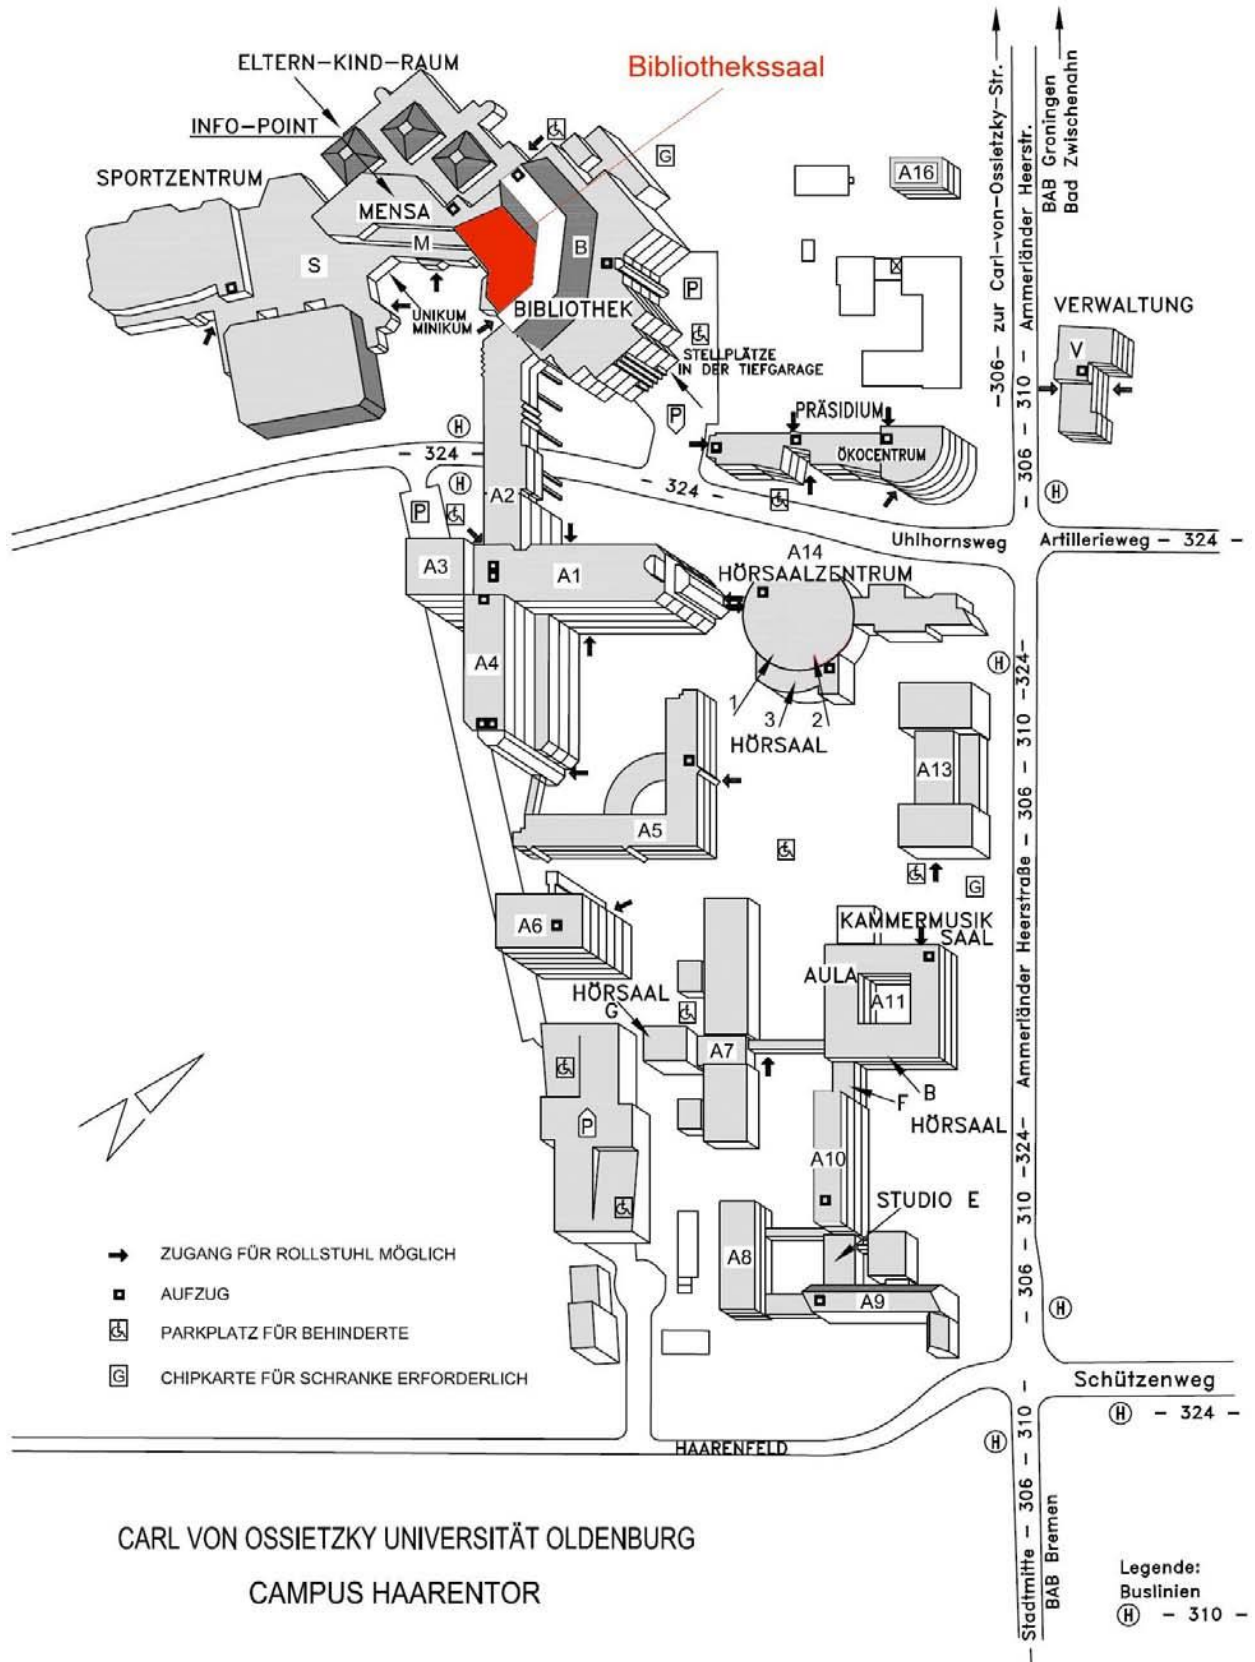 ELTERN-KIND-RAUM
Bibliothekssaal
INFO-POINT
SPORTZENTRUM
MENSA
M
S
B
G
UNIKUM
MINIKUM
BIBLIOTHEK
P
STELLPLÄTZE
IN DER TIEFGARAGE
P
A16
-306- zur Carl-von-Ossietzky-Str.
Ammerländer Heerstr.
BAB Groningen
Bad Zwischenahn
- 306 - 310 -
VERWALTUNG
V
PRÄSIDIUM
ÖKOCENTRUM
H
- 324 -
H
- 324 -
H
P
A2
Uhlhornsweg
Artillerieweg - 324 -
A3
A1
A14
HÖRSAALZENTRUM
A4
1
3
2
HÖRSAAL
H
A13
A5
G
- 306 - 310 -324-
Ammerländer Heerstraße
A6
KAMMERMUSIK
SAAL
AULA
A11
HÖRSAAL
G
A7
B
F
HÖRSAAL
P
A10
STUDIO E
A8
A9
- 306 - 310 -324-
H
ZUGANG FÜR ROLLSTUHL MÖGLICH
AUFZUG
PARKPLATZ FÜR BEHINDERTE
G CHIPKARTE FÜR SCHRANKE ERFORDERLICH
Schützenweg
H - 324 -
H
HAARENFELD
-Stadtmitte - 306 - 310 -
BAB Bremen
CARL VON OSSIETZKY UNIVERSITÄT OLDENBURG
CAMPUS HAARENTOR
Legende:
Buslinien
H - 310 -